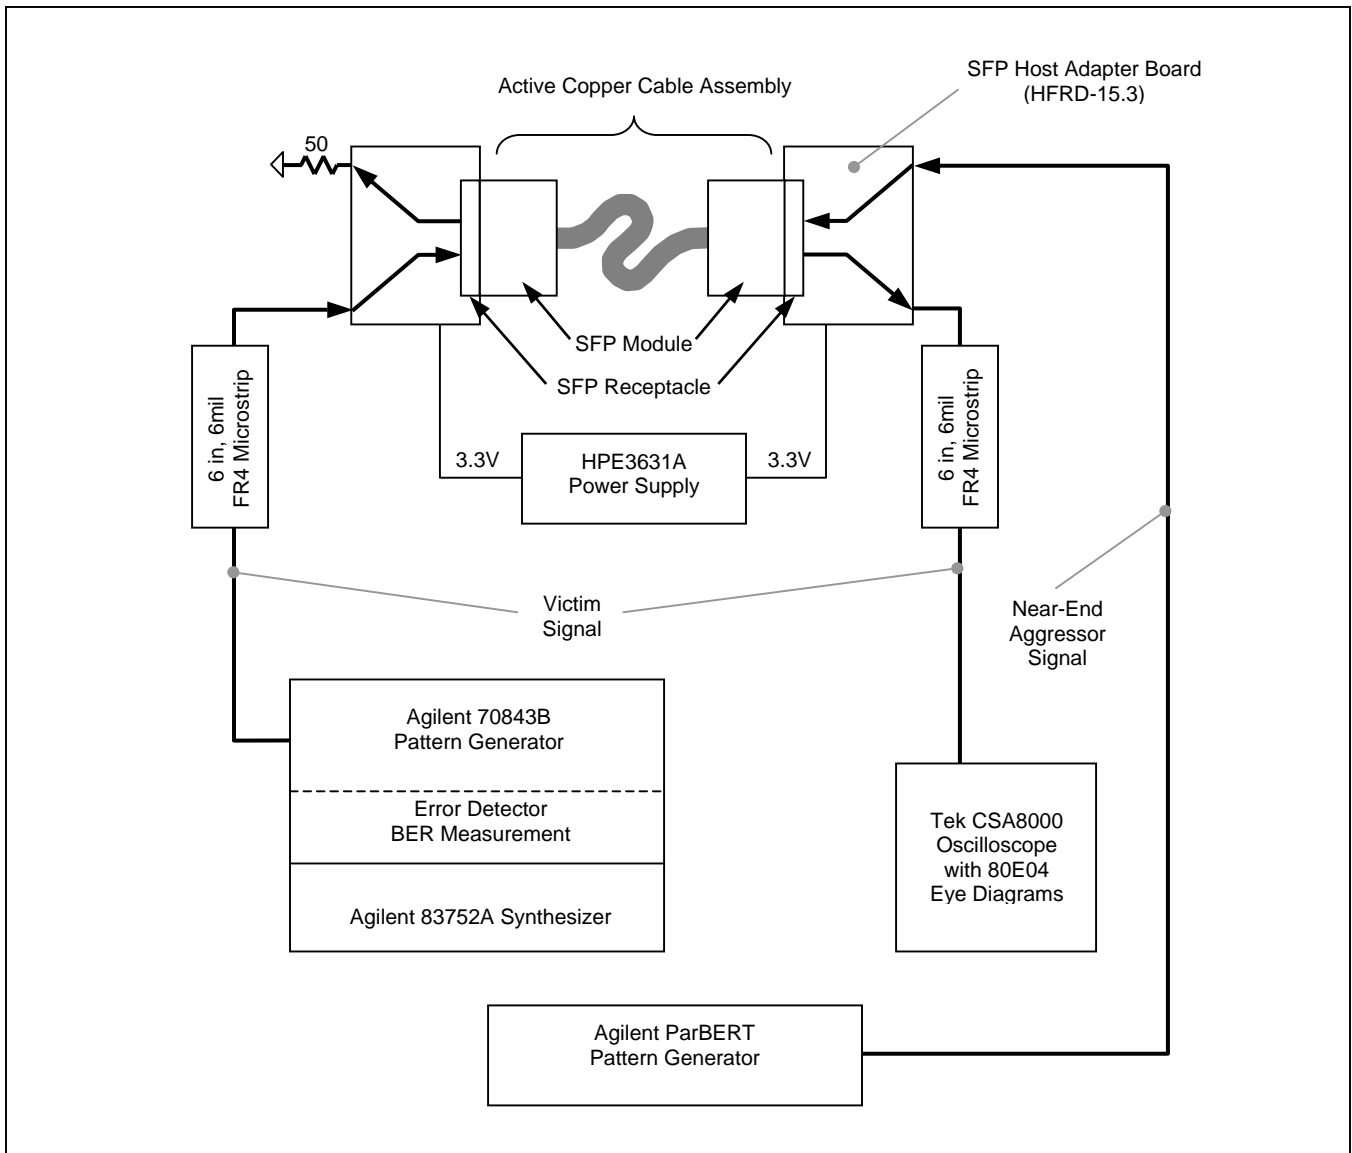 SFP Host Adapter Board
(HFRD-15.3)
Active Copper Cable Assembly
50
SFP Module
SFP Receptacle
6 in, 6mil
FR4 Microstrip
3.3V
HPE3631A
Power Supply
3.3V
6 in, 6mil
FR4 Microstrip
Victim
Signal
Near-End
Aggressor
Signal
Agilent 70843B
Pattern Generator
Error Detector
BER Measurement
Agilent 83752A Synthesizer
Tek CSA8000
Oscilloscope
with 80E04
Eye Diagrams
Agilent ParBERT
Pattern Generator